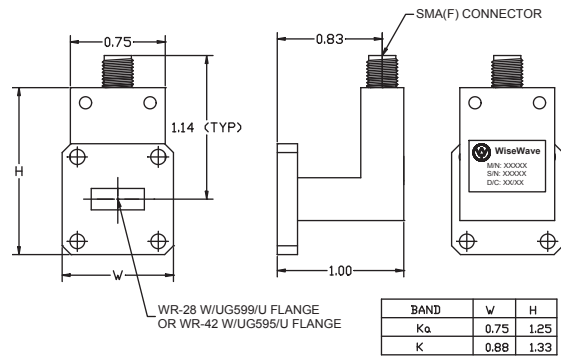 SMA(F) CONNECTOR
0.75
0.83
1.14 (TYP)
H
W
1.00
WiseWave
M/N: XXXXX
S/N: XXXXX
D/C: XX/XX
WR-28 W/UG599/U FLANGE
OR WR-42 W/UG595/U FLANGE
BAND W H
Ka 0.75 1.25
K 0.88 1.33